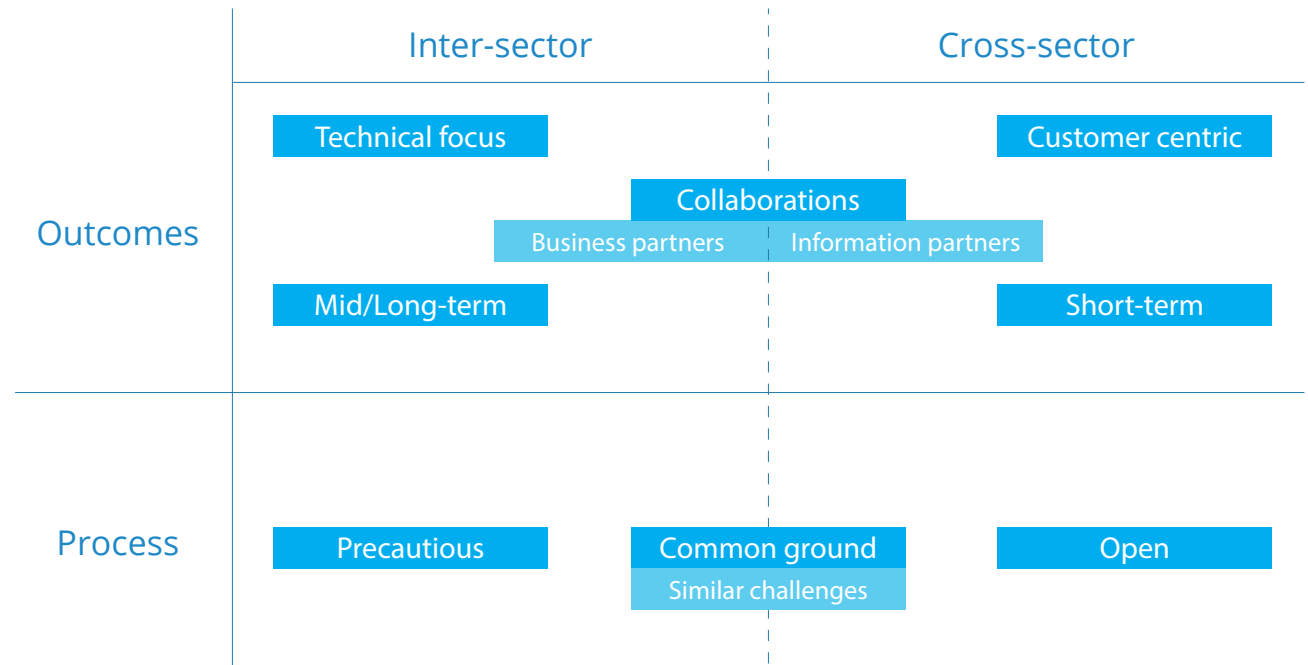 Inter-sector
Cross-sector
Technical focus
Customer centric
Collaborations
Outcomes
Business partners
Information partners
Mid/Long-term
Short-term
Process
Precautious
Common ground
Open
Similar challenges